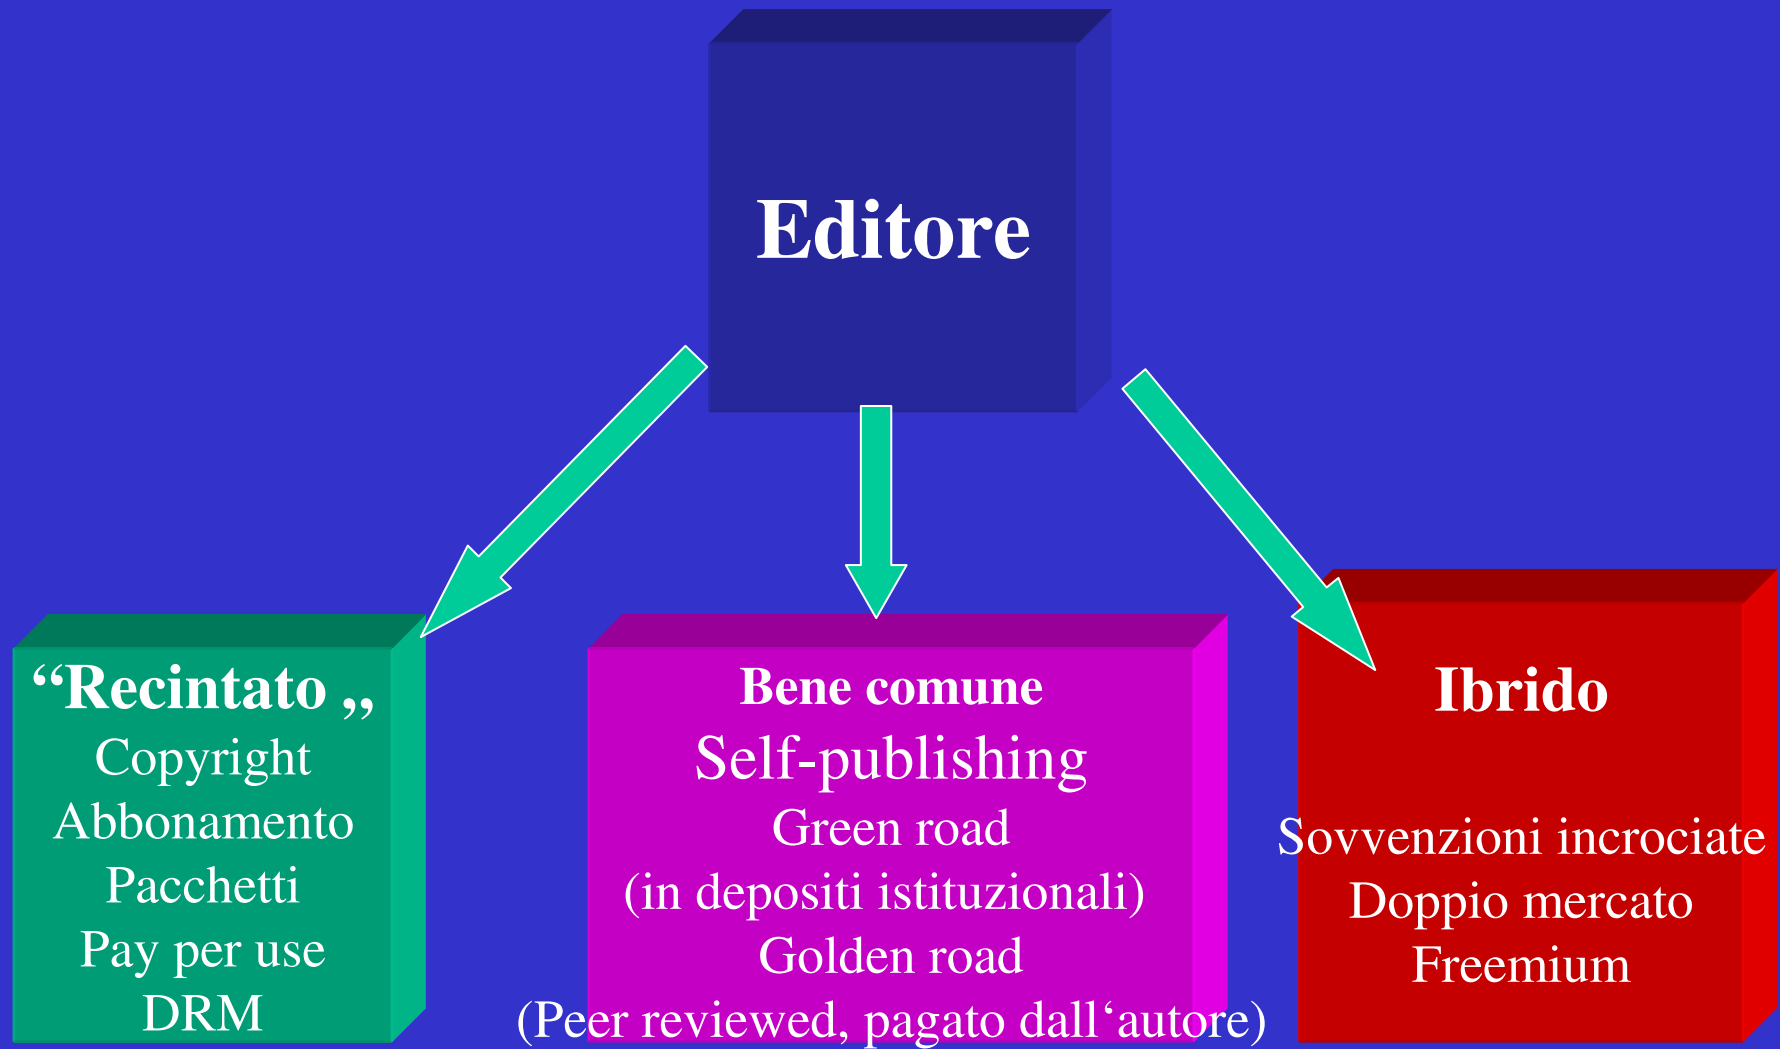 Editore
“Recintato „
Copyright
Abbonamento
Pacchetti
Pay per use
DRM
Bene comune
Self-publishing
Green road
(in depositi istituzionali)
Golden road
(Peer reviewed, pagato dall‘autore)
Ibrido
Sovvenzioni incrociate
Doppio mercato
Freemium